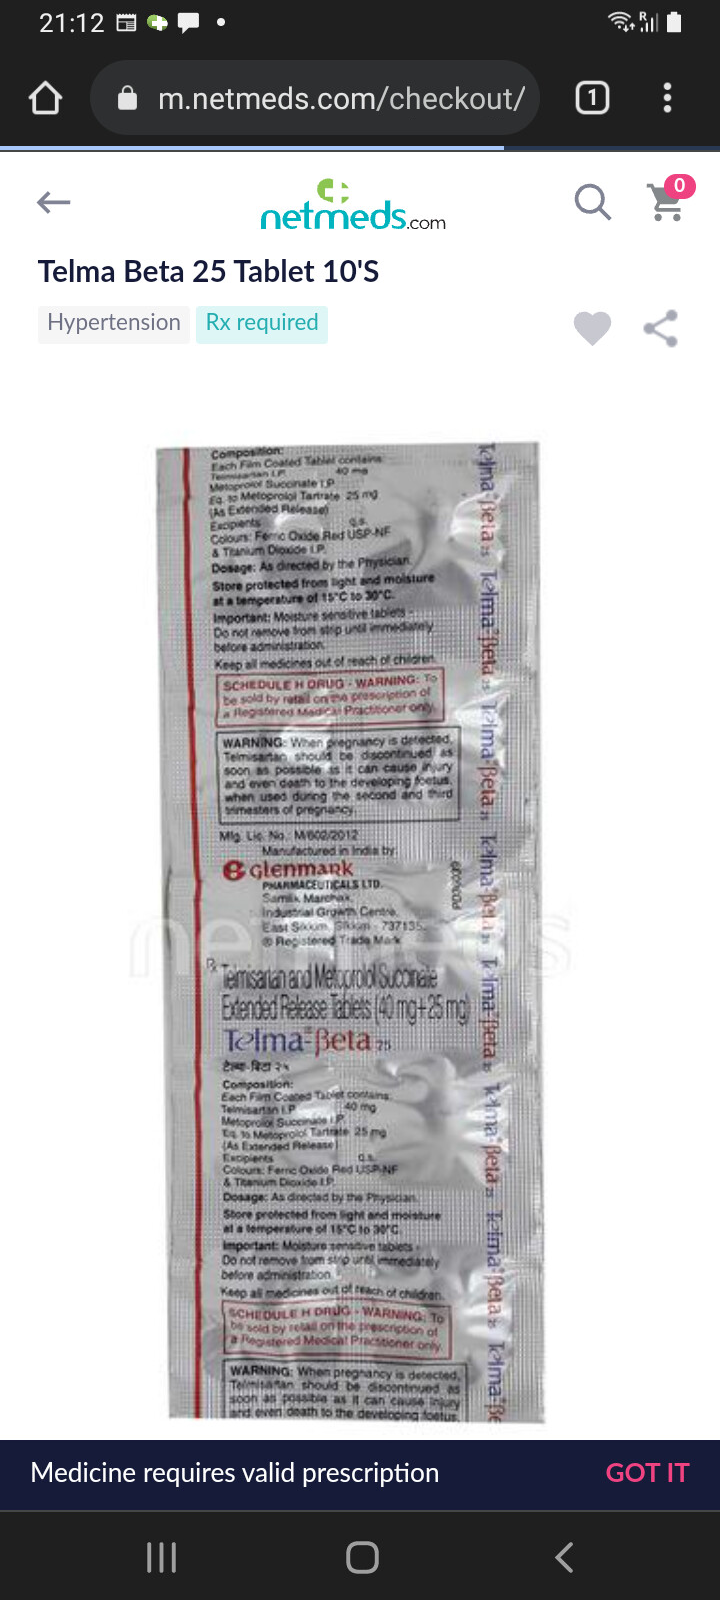 21:12
R
m.netmeds.com/checkout/
1
netmeds.com
0
Telma Beta 25 Tablet 10'S
Hypertension
Rx required
Composition:
Each Film Coated Tablet contains:
Telmisartan I.P. 40 mg
Metoprolol Succinate I.P.
Eq. to Metoprolol Tartrate 25 mg
(As Extended Release)
Excipients q.s.
Colours: Ferric Oxide Red USP-NF
& Titanium Dioxide I.P.
Dosage: As directed by the Physician.
Store protected from light and moisture
at a temperature of 15°C to 30°C.
Important: Moisture sensitive tablets -
Do not remove from strip until immediately
before administration.
Keep all medicines out of reach of children.
SCHEDULE H DRUG - WARNING: To
be sold by retail on the prescription of
a Registered Medical Practitioner only.
WARNING: When pregnancy is detected,
Telmisartan should be discontinued as
soon as possible as it can cause injury
and even death to the developing foetus,
when used during the second and third
trimesters of pregnancy.
Mfg. Lic. No.: M/602/2012
Manufactured in India by:
glenmark
PHARMACEUTICALS LTD.
Samlik Marchak,
Industrial Growth Centre,
East Sikkim, Sikkim - 737135.
® Registered Trade Mark
netmeds
Rx
Telmisartan and Metoprolol Succinate
Extended Release Tablets (40 mg+25 mg)
Telma-βeta 25
टेल्मा-बिटा २५
Composition:
Each Film Coated Tablet contains:
Telmisartan I.P. 40 mg
Metoprolol Succinate I.P.
Eq. to Metoprolol Tartrate 25 mg
(As Extended Release)
Excipients q.s.
Colours: Ferric Oxide Red USP-NF
& Titanium Dioxide I.P.
Dosage: As directed by the Physician.
Store protected from light and moisture
at a temperature of 15°C to 30°C.
Important: Moisture sensitive tablets -
Do not remove from strip until immediately
before administration.
Keep all medicines out of reach of children.
SCHEDULE H DRUG - WARNING: To
be sold by retail on the prescription of
a Registered Medical Practitioner only.
WARNING: When pregnancy is detected,
Telmisartan should be discontinued as
soon as possible as it can cause injury
and even death to the developing foetus,
Telma-βeta 25 Telma-βeta 25 Telma-βeta 25 Telma-βeta 25 Telma-βeta 25 Telma-βeta 25 Telma-βeta 25 Telma-βe
Medicine requires valid prescription
GOT IT